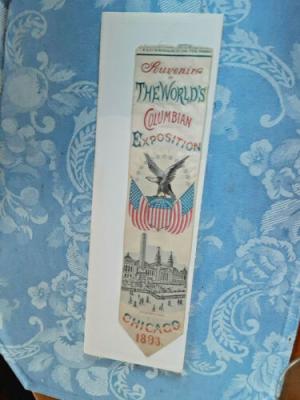 Souvenir
THE WORLD'S
COLUMBIAN
EXPOSITION
CHICAGO
1893